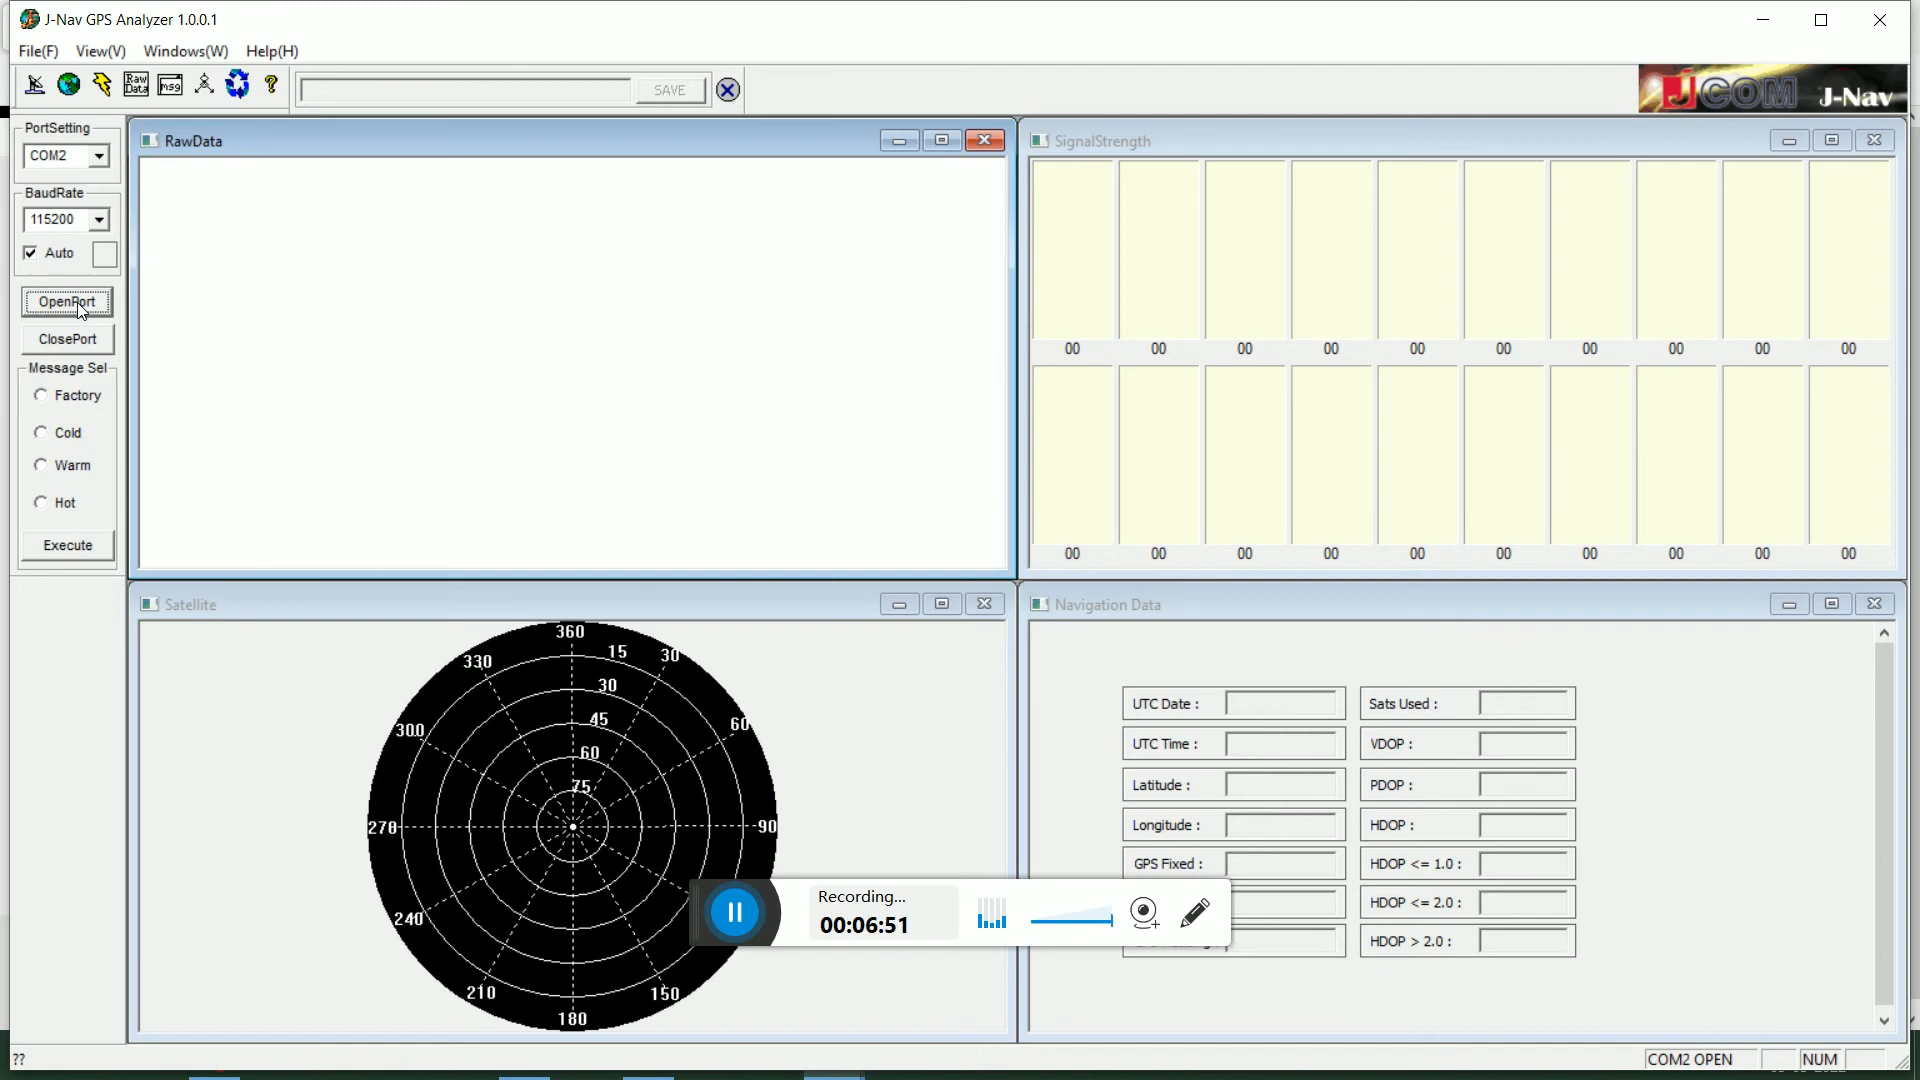 J-Nav GPS Analyzer 1.0.0.1
File(F) View(V) Windows(W) Help(H)
Raw Data
msg
SAVE
JCOM J-Nav
PortSetting
COM2
BaudRate
115200
Auto
OpenPort
ClosePort
Message Sel
Factory
Cold
Warm
Hot
Execute
RawData
SignalStrength
00 00 00 00 00 00 00 00 00 00
00 00 00 00 00 00 00 00 00 00
Satellite
360
15 30
330
30
45 60
300
60
75
270 90
240
210 150
180
Navigation Data
UTC Date : Sats Used :
UTC Time : VDOP :
Latitude : PDOP :
Longitude : HDOP :
GPS Fixed : HDOP <= 1.0 :
HDOP <= 2.0 :
HDOP > 2.0 :
Recording...
00:06:51
?? COM2 OPEN NUM